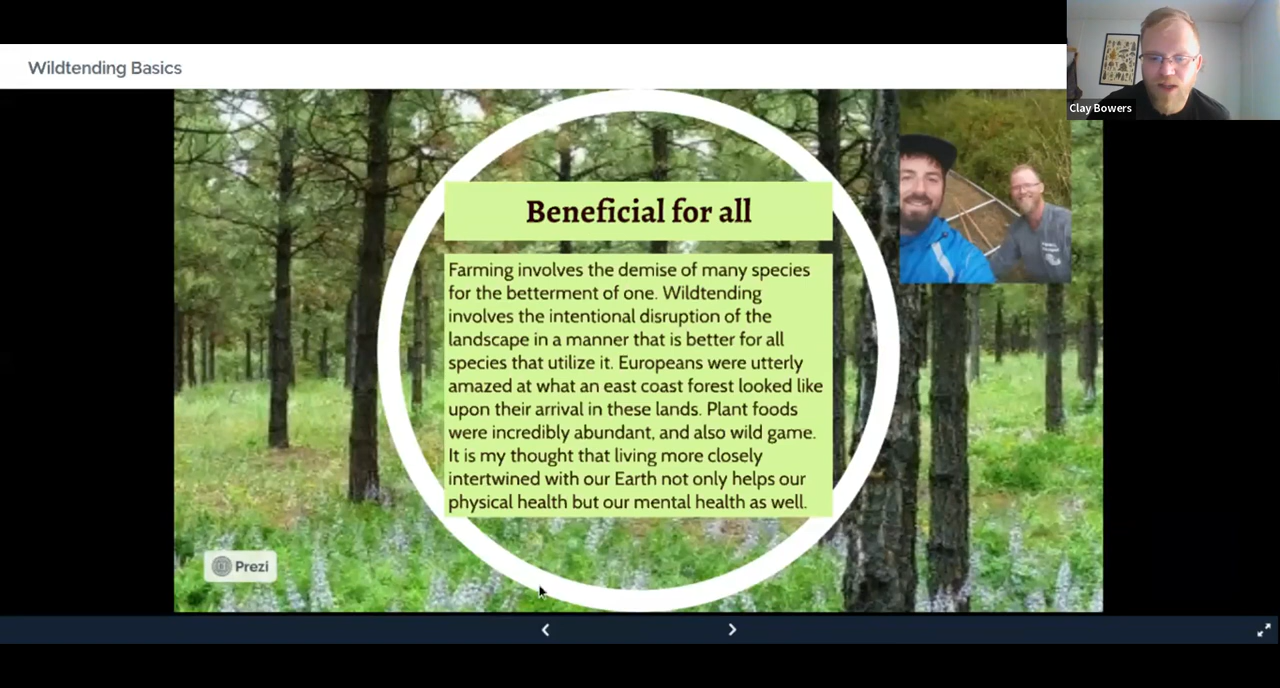 Wildtending Basics
Clay Bowers
Beneficial for all
Farming involves the demise of many species
for the betterment of one. Wildtending
involves the intentional disruption of the
landscape in a manner that is better for all
species that utilize it. Europeans were utterly
amazed at what an east coast forest looked like
upon their arrival in these lands. Plant foods
were incredibly abundant, and also wild game.
It is my thought that living more closely
intertwined with our Earth not only helps our
physical health but our mental health as well.
Prezi